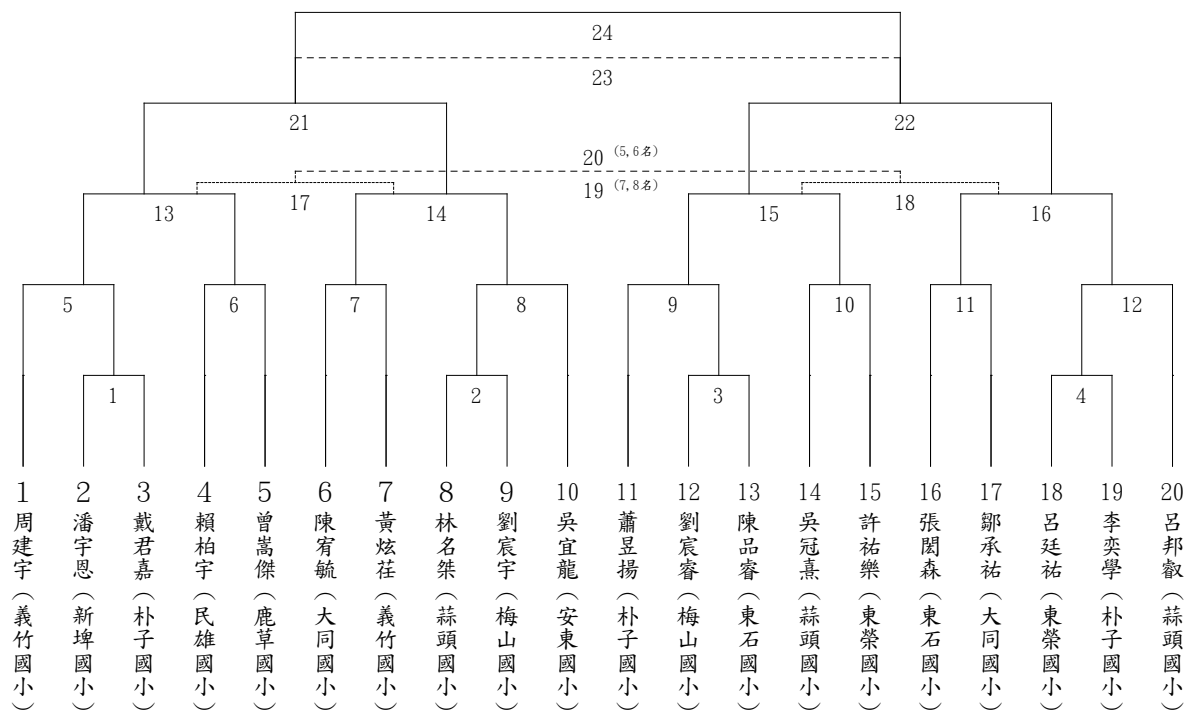 24
23
21
22
20 (5,6名)
19 (7,8名)
13
17
14
15
18
16
5
6
7
8
9
10
11
12
1
2
3
4
1 周建宇(義竹國小)
2 潘宇恩(新埤國小)
3 戴君嘉(朴子國小)
4 賴柏宇(民雄國小)
5 曾嵩傑(鹿草國小)
6 陳宥毓(大同國小)
7 黃炫荏(義竹國小)
8 林名桀(蒜頭國小)
9 劉宸宇(梅山國小)
10 吳宜龍(安東國小)
11 蕭昱揚(朴子國小)
12 劉宸睿(梅山國小)
13 陳品睿(東石國小)
14 吳冠熹(蒜頭國小)
15 許祐樂(東榮國小)
16 張閎森(東石國小)
17 鄒承祐(大同國小)
18 呂廷祐(東榮國小)
19 李奕學(朴子國小)
20 呂邦叡(蒜頭國小)